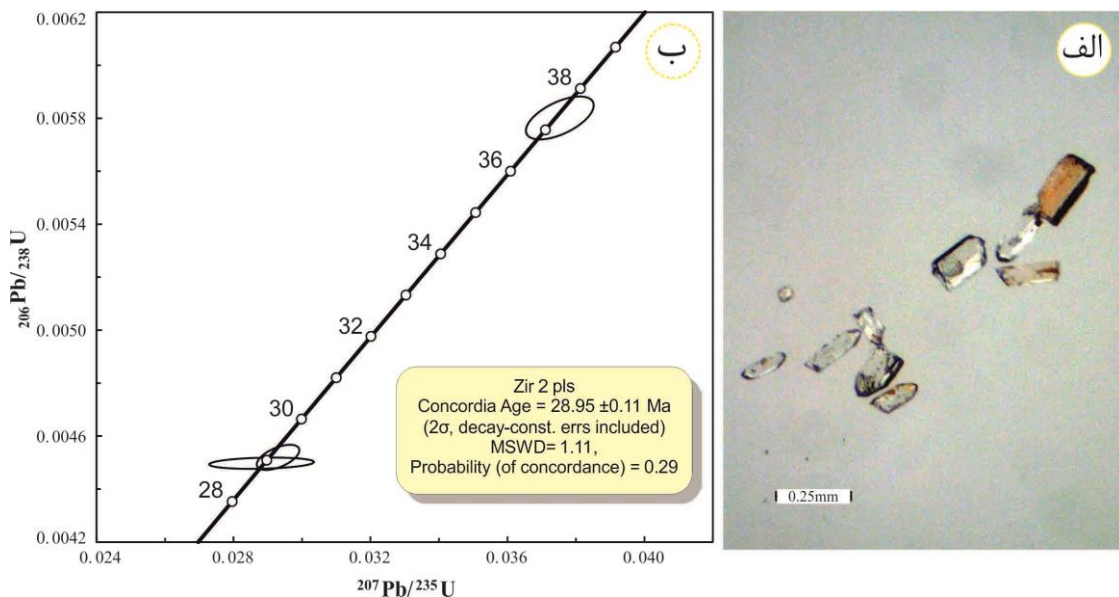 0.0062
0.0058
0.0054
0.0050
0.0046
0.0042
206Pb/238U
0.024
0.028
0.032
0.036
0.040
207Pb/235U
38
36
34
32
30
28
ب
Zir 2 pls
Concordia Age = 28.95 ±0.11 Ma
(2σ, decay-const. errs included)
MSWD= 1.11,
Probability (of concordance) = 0.29
الف
0.25mm